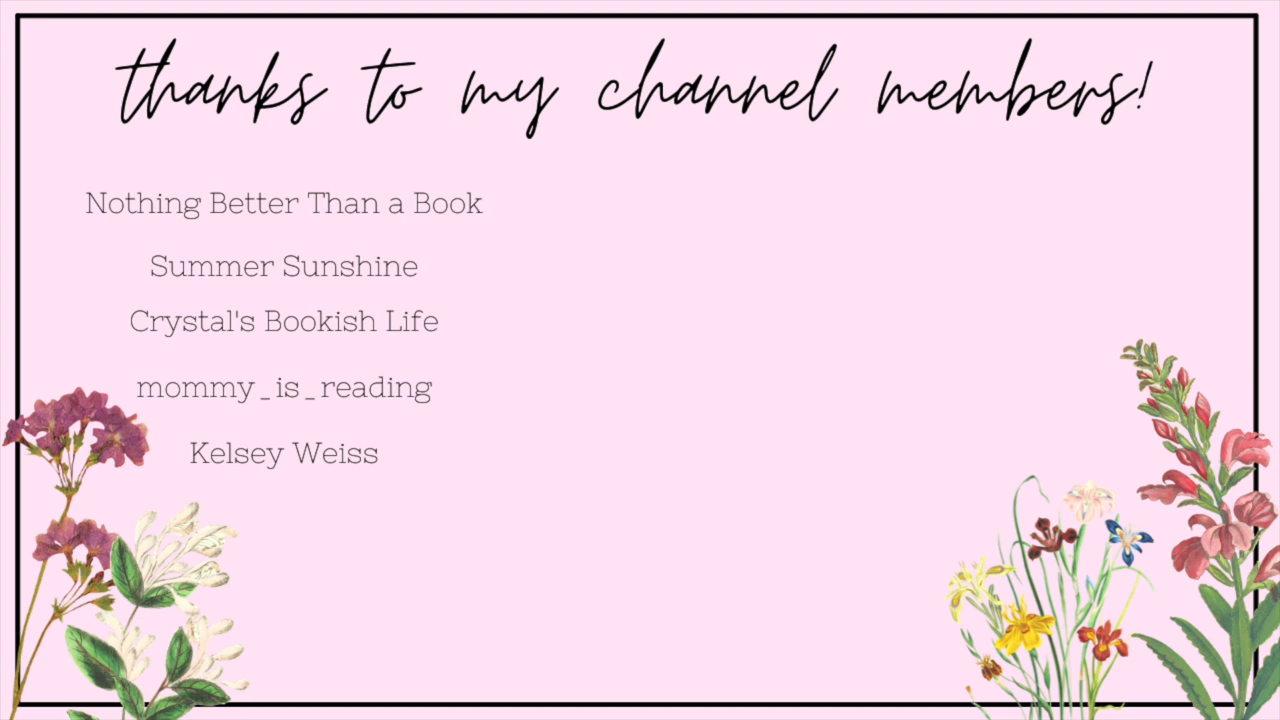 thanks to my channel members!
Nothing Better Than a Book
Summer Sunshine
Crystal's Bookish Life
mommy_is_reading
Kelsey Weiss